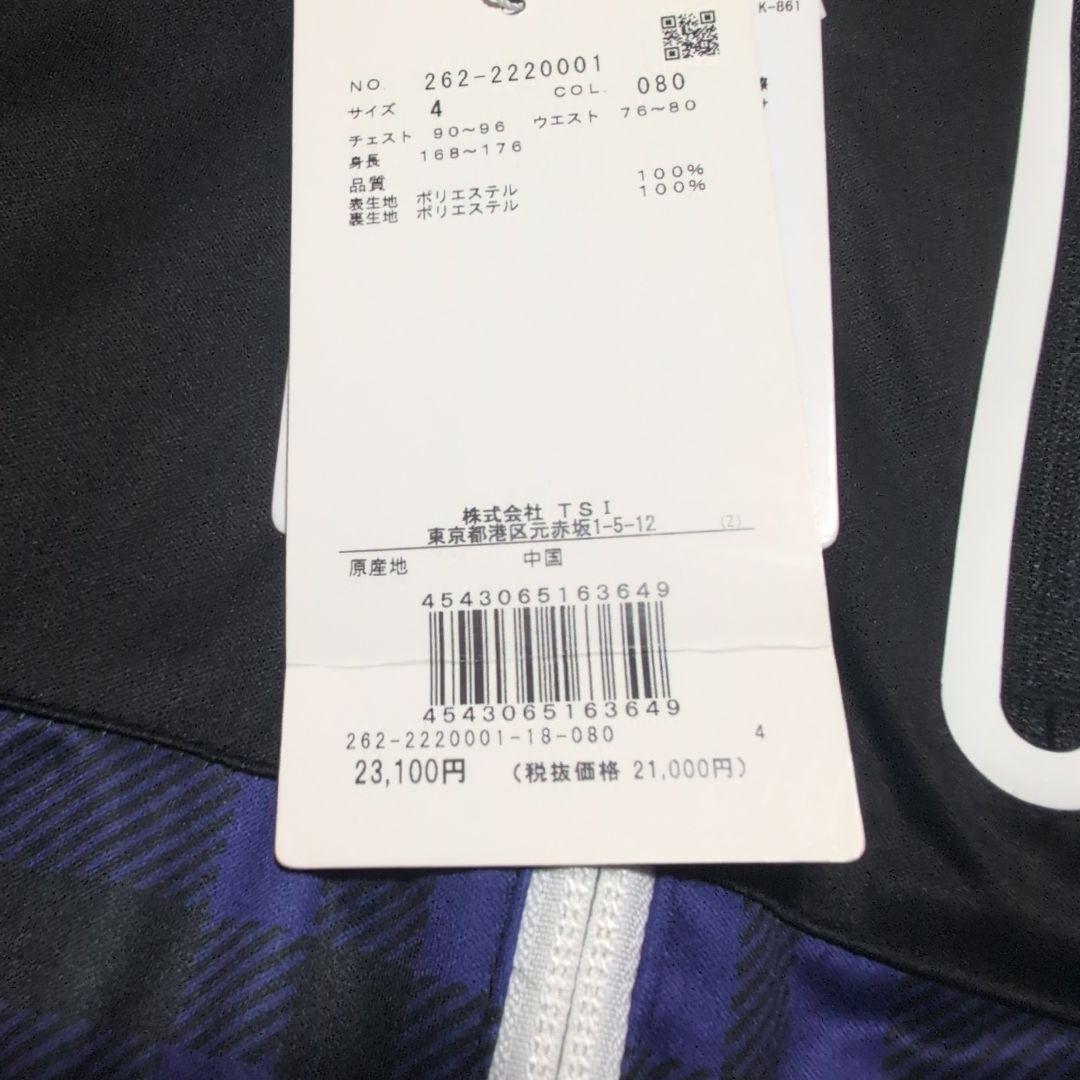 K-861
NO. 262-2220001 COL. 080
サイズ 4
チェスト 90～96 ウエスト 76～80
身長 168～176
品質
表生地 ポリエステル 100%
裏生地 ポリエステル 100%
株式会社 TSI
東京都港区元赤坂1-5-12 (Z)
原産地 中国
4543065163649
4543065163649
262-2220001-18-080 4
23,100円 (税抜価格 21,000円)